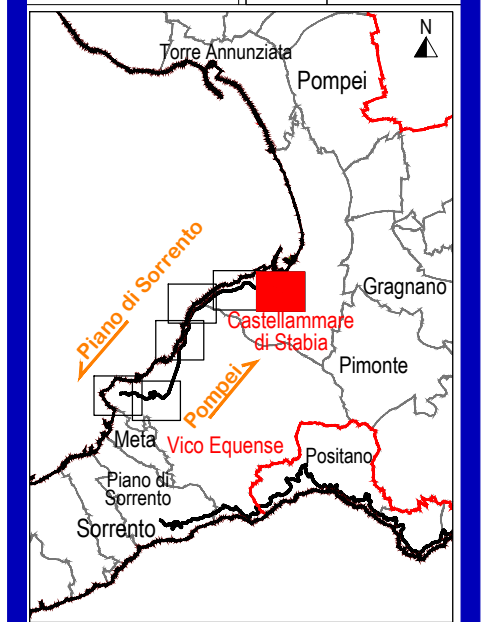 N
Torre Annunziata
Pompei
Piano di Sorrento
Gragnano
Castellammare
di Stabia
Pimonte
Pompei
Meta
Vico Equense
Positano
Piano di
Sorrento
Sorrento